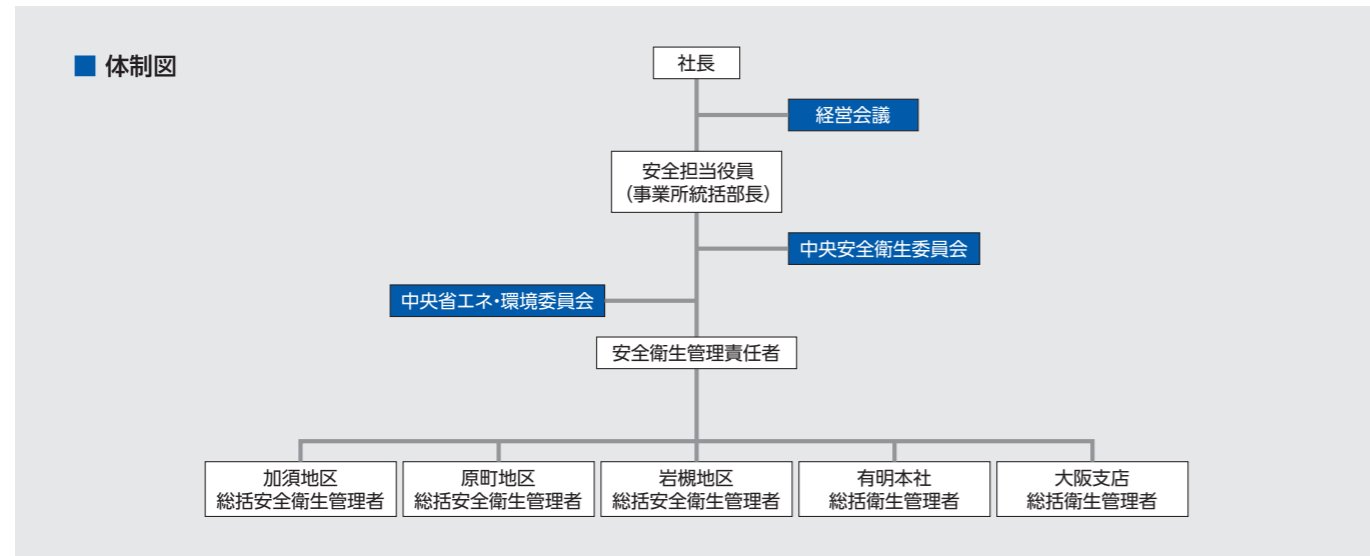 ■ 体制図
社長
経営会議
安全担当役員
(事業所統括部長)
中央安全衛生委員会
中央省エネ・環境委員会
安全衛生管理責任者
加須地区
総括安全衛生管理者
原町地区
総括安全衛生管理者
岩槻地区
総括安全衛生管理者
有明本社
総括衛生管理者
大阪支店
総括衛生管理者